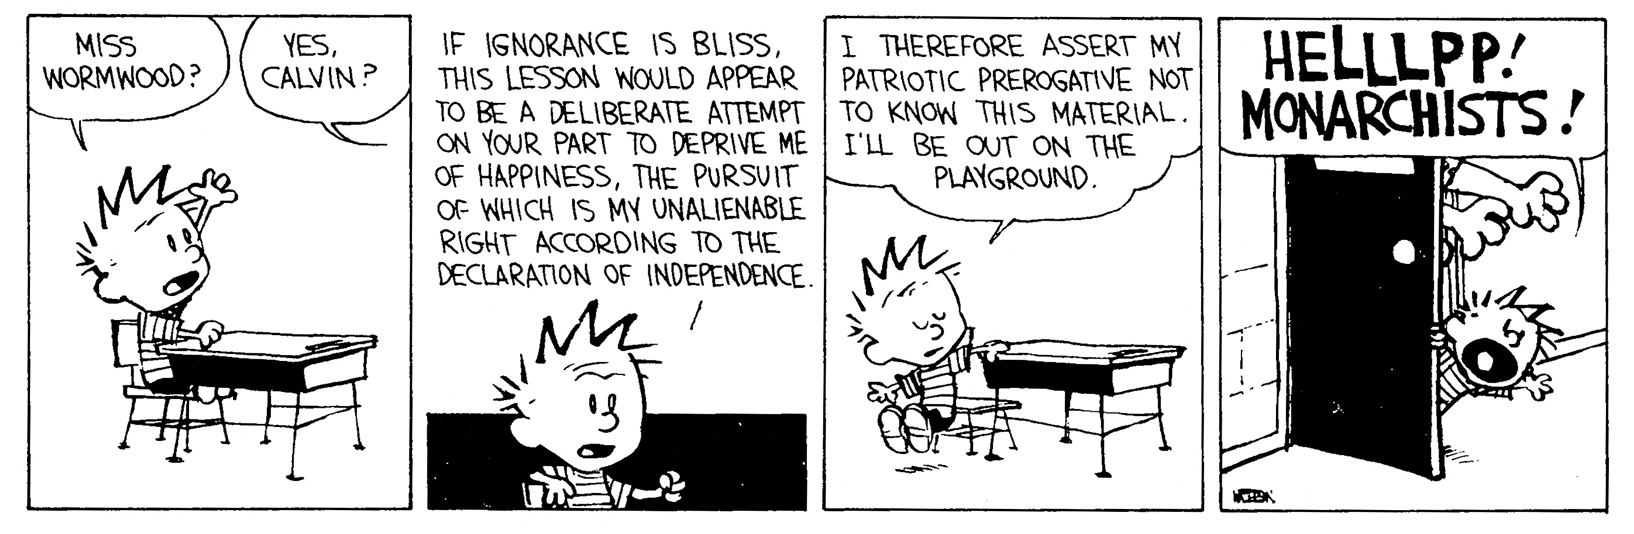 MISS
WORMWOOD?
YES,
CALVIN?
IF IGNORANCE IS BLISS,
THIS LESSON WOULD APPEAR
TO BE A DELIBERATE ATTEMPT
ON YOUR PART TO DEPRIVE ME
OF HAPPINESS, THE PURSUIT
OF WHICH IS MY UNALIENABLE
RIGHT ACCORDING TO THE
DECLARATION OF INDEPENDENCE.
I THEREFORE ASSERT MY
PATRIOTIC PREROGATIVE NOT
TO KNOW THIS MATERIAL.
I'LL BE OUT ON THE
PLAYGROUND.
HELLLPP!
MONARCHISTS!